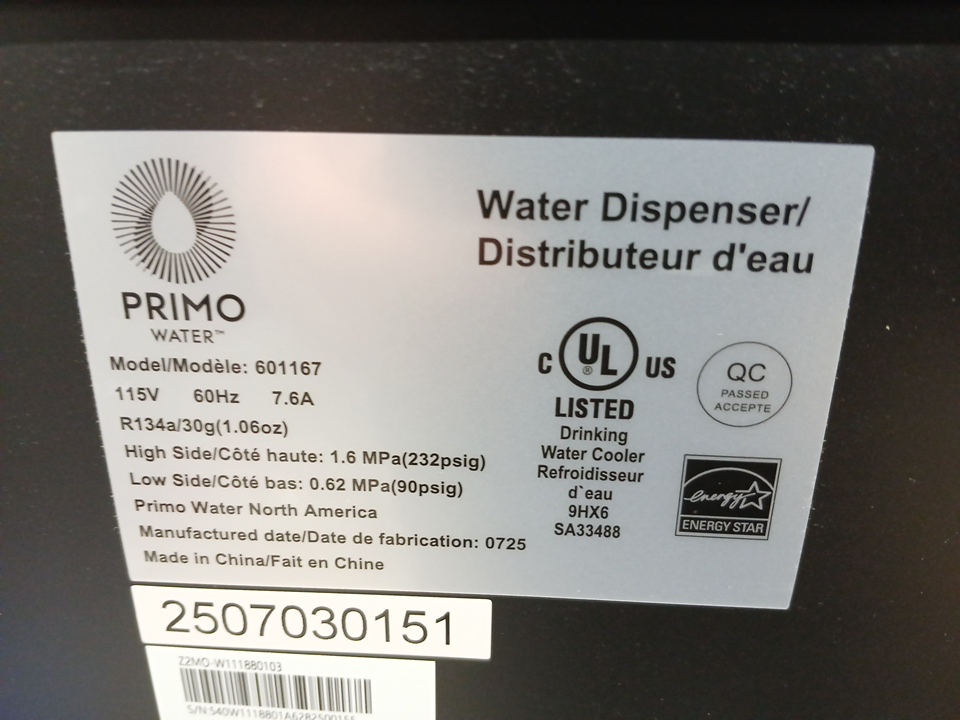 PRIMO
WATER™
Water Dispenser/
Distributeur d'eau
Model/Modèle: 601167
115V 60Hz 7.6A
R134a/30g(1.06oz)
High Side/Côté haute: 1.6 MPa(232psig)
Low Side/Côté bas: 0.62 MPa(90psig)
Primo Water North America
Manufactured date/Date de fabrication: 0725
Made in China/Fait en Chine
C UL® US
LISTED
Drinking
Water Cooler
Refroidisseur
d`eau
9HX6
SA33488
QC
PASSED
ACCEPTE
energy
ENERGY STAR
2507030151
Z2MO-W111880103
S/N: